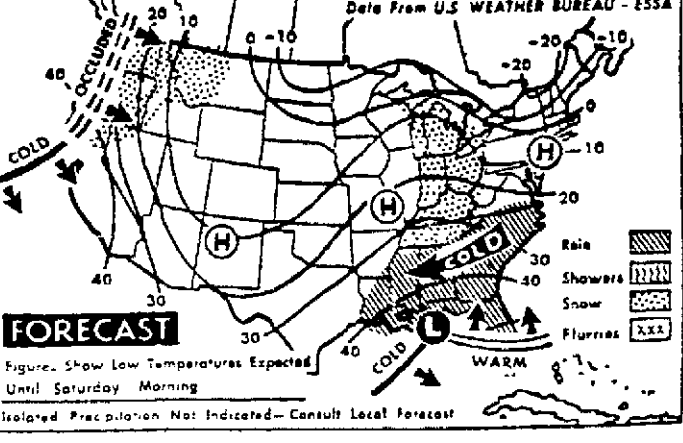 Data From U.S WEATHER BUREAU - ESSA
20
10
0
-10
-20
-20
-10
OCCLUDED
40
0
COLD
H
-10
20
H
H
COLD
30
Rain
40
Showers
Snow
Flurries
40
30
30
40
L
COLD
WARM
FORECAST
Figures Show Low Temperatures Expected
Until Saturday Morning
Isolated Precipitation Not Indicated - Consult Local Forecast